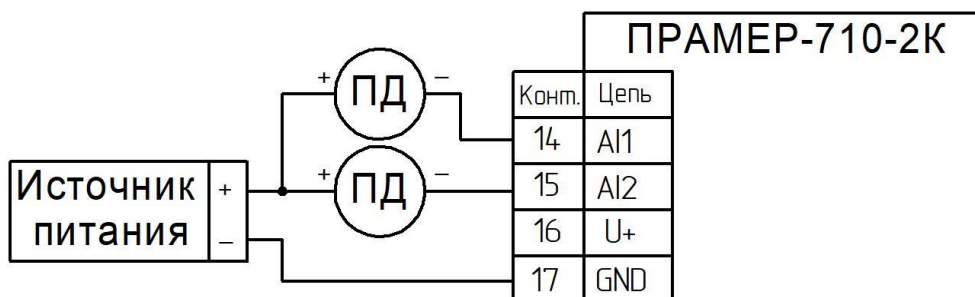 ПРАМЕР-710-2К
Конт. Цепь
+ ПД −
14 AI1
Источник питания
+
+ ПД −
15 AI2
16 U+
−
17 GND